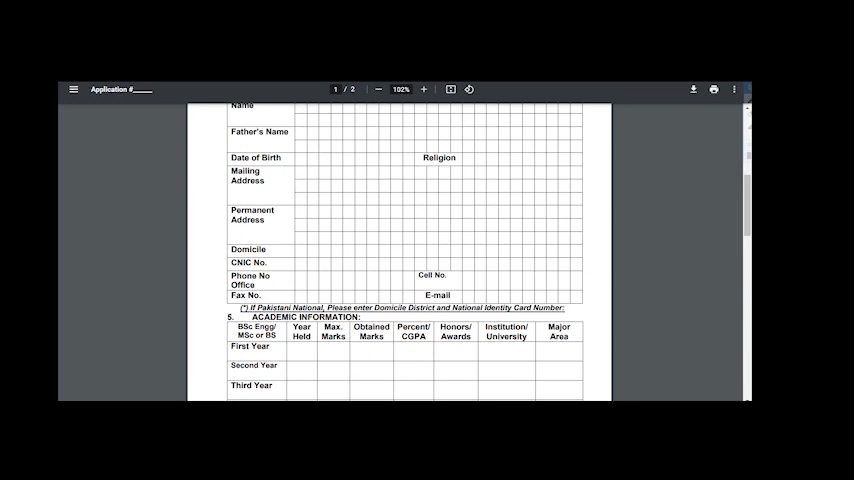 Application #_____ 1 / 2 102%
Name
Father's Name
Date of Birth Religion
Mailing
Address
Permanent
Address
Domicile
CNIC No.
Phone No Cell No.
Office
Fax No. E-mail
(*) If Pakistani National, Please enter Domicile District and National Identity Card Number:
5. ACADEMIC INFORMATION:
BSc Engg/ Year Max. Obtained Percent/ Honors/ Institution/ Major
MSc or BS Held Marks Marks CGPA Awards University Area
First Year
Second Year
Third Year